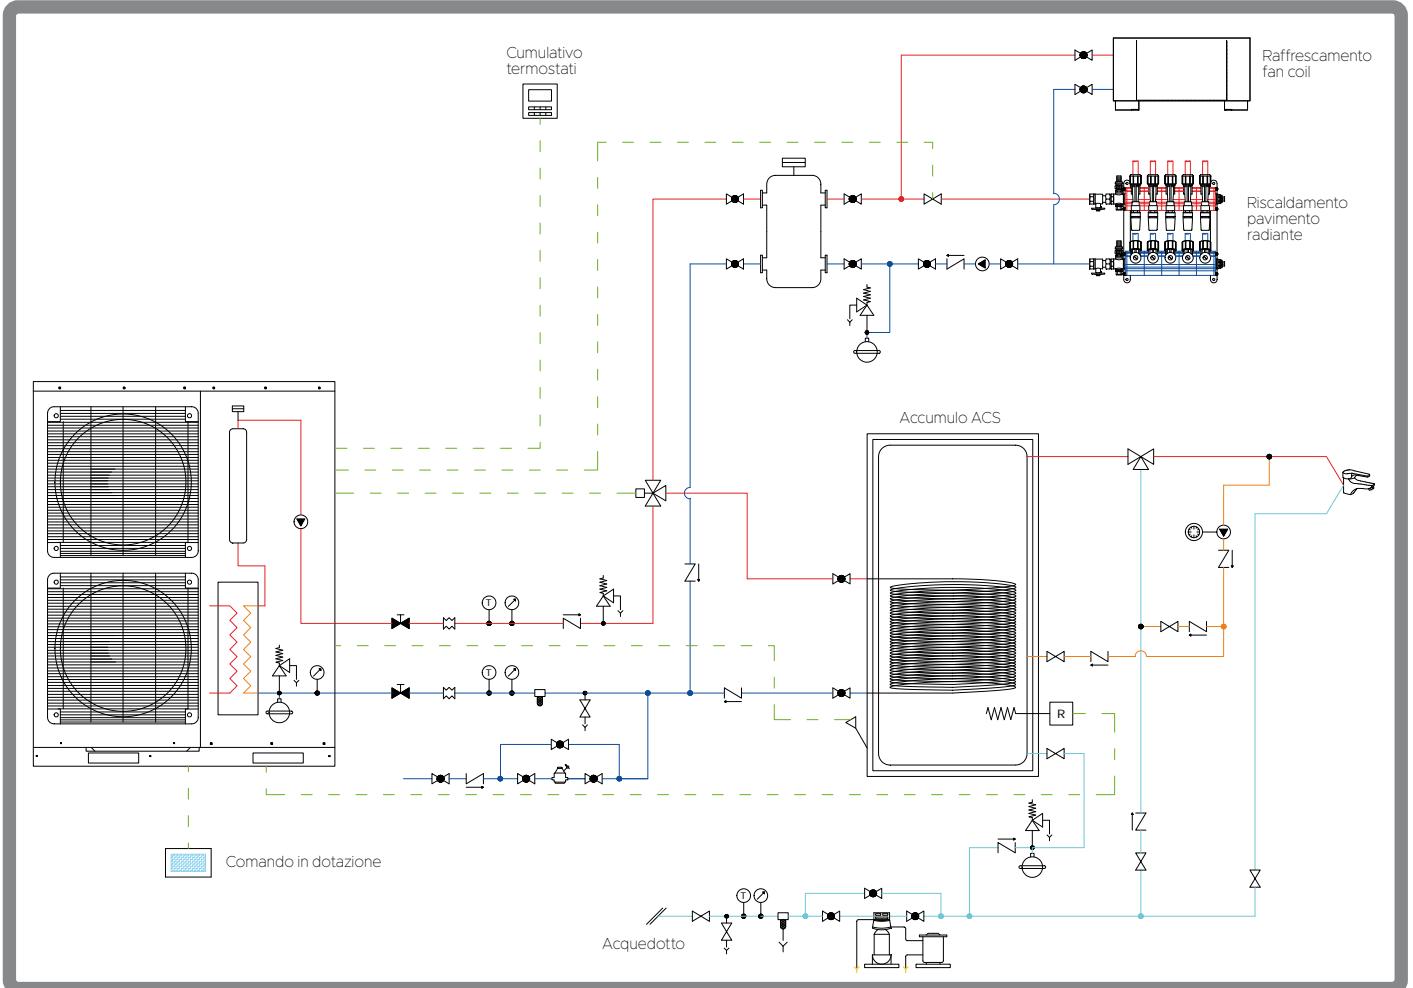 Cumulativo
termostati
Raffrescamento
fan coil
Riscaldamento
pavimento
radiante
Accumulo ACS
T
T
R
Comando in dotazione
T
Acquedotto